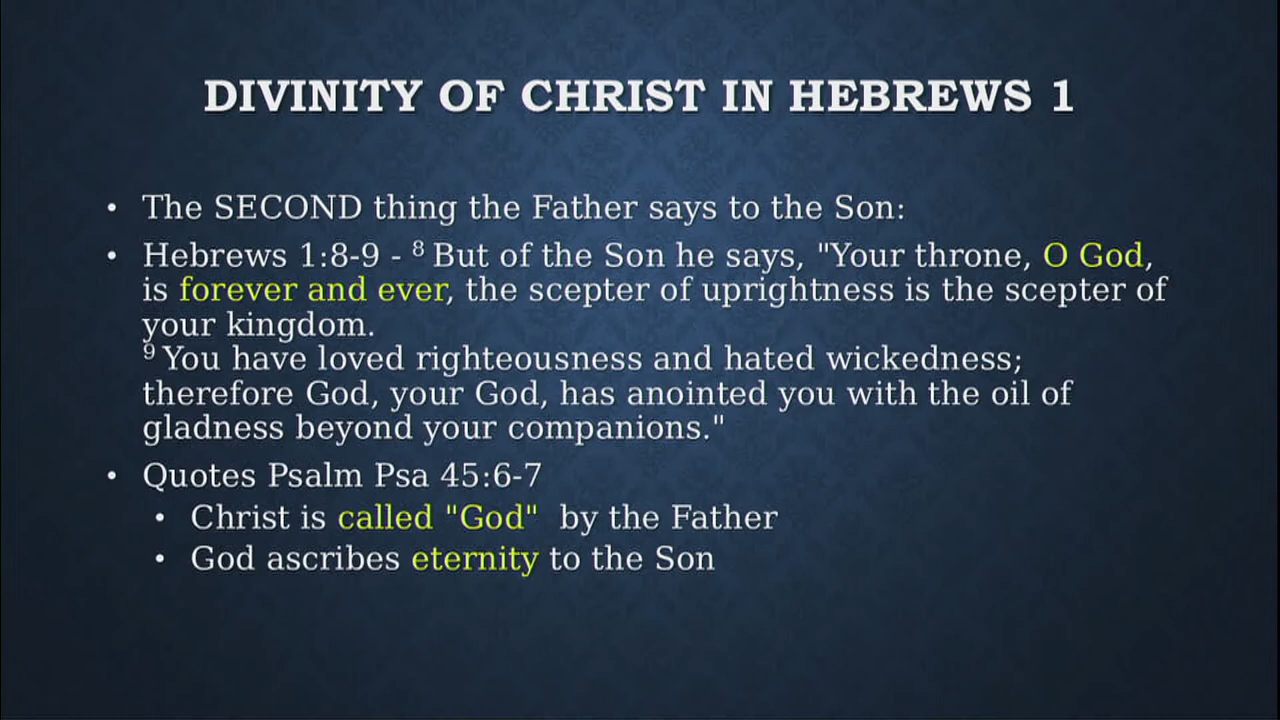 DIVINITY OF CHRIST IN HEBREWS 1
• The SECOND thing the Father says to the Son:
• Hebrews 1:8-9 - ⁸ But of the Son he says, "Your throne, O God,
is forever and ever, the scepter of uprightness is the scepter of
your kingdom.
⁹ You have loved righteousness and hated wickedness;
therefore God, your God, has anointed you with the oil of
gladness beyond your companions."
• Quotes Psalm Psa 45:6-7
• Christ is called "God" by the Father
• God ascribes eternity to the Son